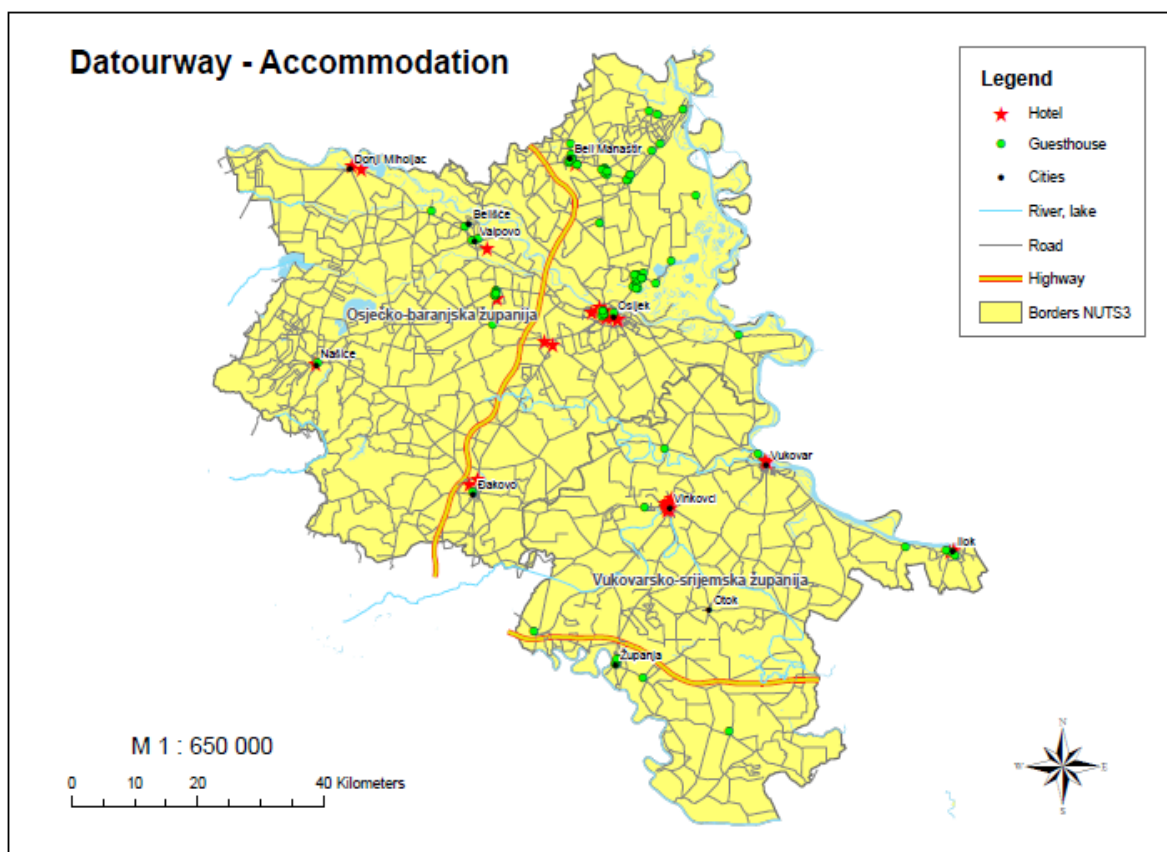 Datourway - Accommodation
Legend
Hotel
Guesthouse
Cities
River, lake
Road
Highway
Borders NUTS3
Beli Manastir
Donji Miholjac
Belišće
Valpovo
Osijek
Osječko-baranjska županija
Našice
Vukovar
Đakovo
Vinkovci
Ilok
Vukovarsko-srijemska županija
Otok
Županja
M 1 : 650 000
0 10 20 40 Kilometers
N
W E
S